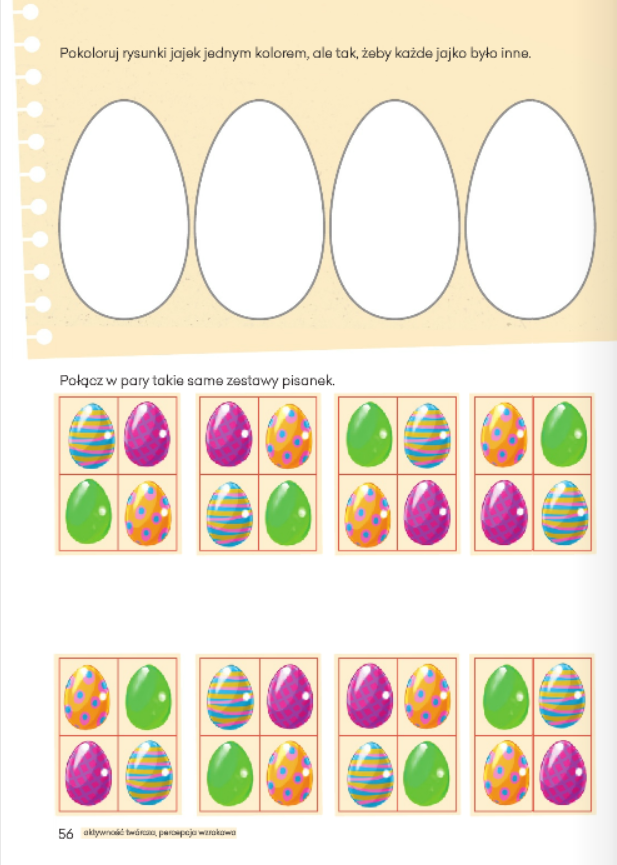 Pokoloruj rysunki jajek jednym kolorem, ale tak, żeby każde jajko było inne.
Połącz w pary takie same zestawy pisanek.
56 aktywność twórcza, percepcja wzrokowa